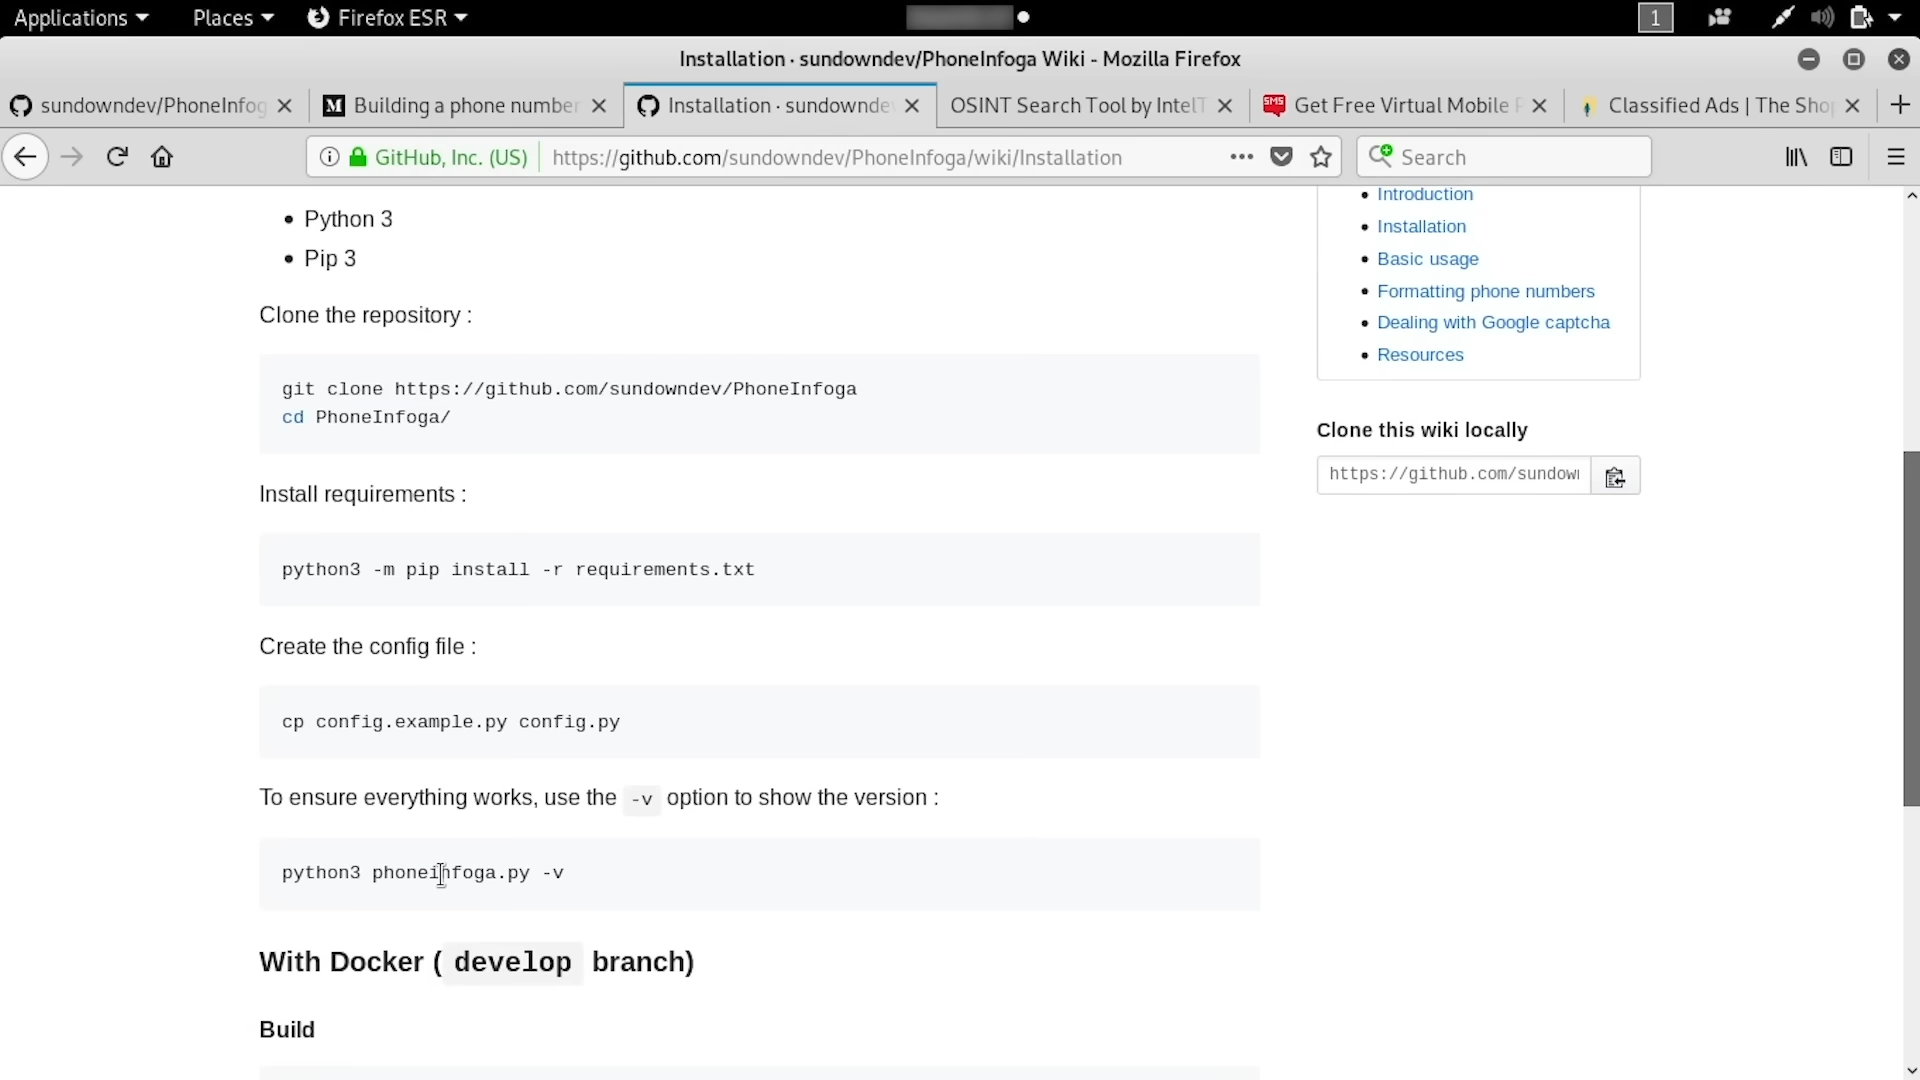 Applications Places Firefox ESR 1
Installation · sundowndev/PhoneInfoga Wiki - Mozilla Firefox
sundowndev/PhoneInfog Building a phone number Installation · sundownde OSINT Search Tool by IntelT SMS Get Free Virtual Mobile P Classified Ads | The Sho
GitHub, Inc. (US) https://github.com/sundowndev/PhoneInfoga/wiki/Installation Search
Python 3
Pip 3
Clone the repository :
git clone https://github.com/sundowndev/PhoneInfoga
cd PhoneInfoga/
Install requirements :
python3 -m pip install -r requirements.txt
Create the config file :
cp config.example.py config.py
To ensure everything works, use the -v option to show the version :
python3 phoneinfoga.py -v
With Docker ( develop branch)
Build
Introduction
Installation
Basic usage
Formatting phone numbers
Dealing with Google captcha
Resources
Clone this wiki locally
https://github.com/sundow